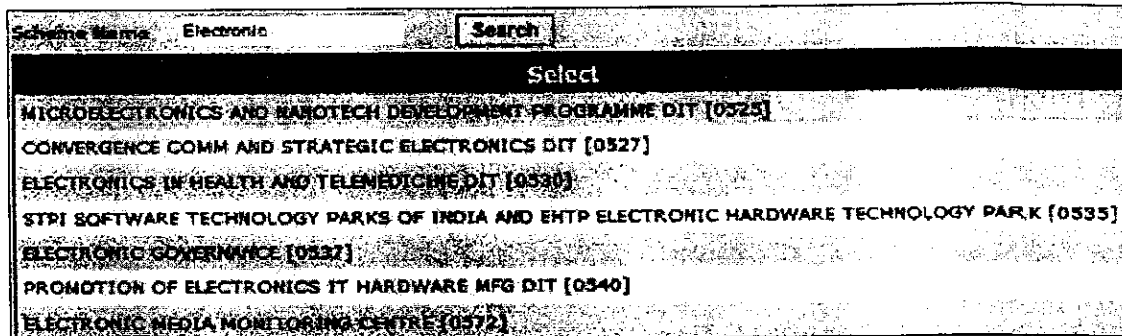 Scheme Name Electronic Search
Select
MICROELECTRONICS AND NANOTECH DEVELOPMENT PROGRAMME DIT [0525]
CONVERGENCE COMM AND STRATEGIC ELECTRONICS DIT [0527]
ELECTRONICS IN HEALTH AND TELEMEDICINE DIT [0530]
STPI SOFTWARE TECHNOLOGY PARKS OF INDIA AND EHTP ELECTRONIC HARDWARE TECHNOLOGY PARK [0535]
ELECTRONIC GOVERNANCE [0537]
PROMOTION OF ELECTRONICS IT HARDWARE MFG DIT [0540]
ELECTRONIC MEDIA MONITORING CENTRE [0572]